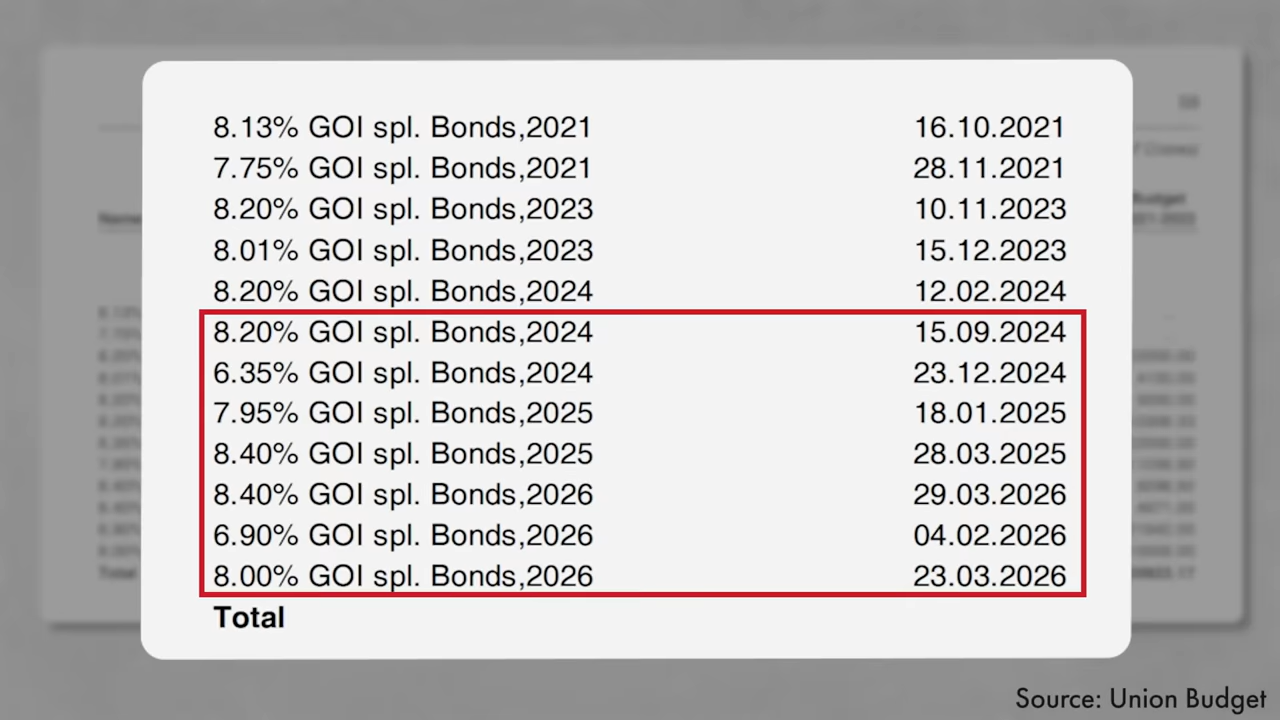 8.13% GOI spl. Bonds,2021 16.10.2021
7.75% GOI spl. Bonds,2021 28.11.2021
8.20% GOI spl. Bonds,2023 10.11.2023
8.01% GOI spl. Bonds,2023 15.12.2023
8.20% GOI spl. Bonds,2024 12.02.2024
8.20% GOI spl. Bonds,2024 15.09.2024
6.35% GOI spl. Bonds,2024 23.12.2024
7.95% GOI spl. Bonds,2025 18.01.2025
8.40% GOI spl. Bonds,2025 28.03.2025
8.40% GOI spl. Bonds,2026 29.03.2026
6.90% GOI spl. Bonds,2026 04.02.2026
8.00% GOI spl. Bonds,2026 23.03.2026
Total
Source: Union Budget